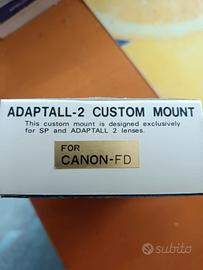 ADAPTALL-2 CUSTOM MOUNT
This custom mount is designed exclusively
for SP and ADAPTALL 2 lenses.
FOR
CANON-FD
subito